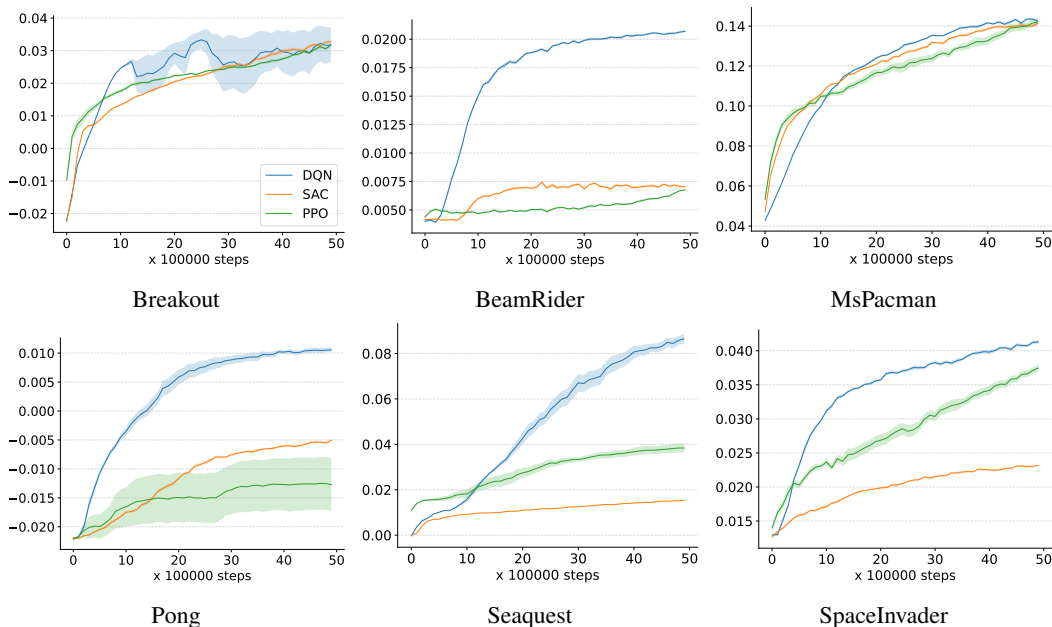 0.04
0.03
0.02
0.01
0.00
−0.01
−0.02
0 10 20 30 40 50
x 100000 steps
DQN
SAC
PPO
Breakout
0.0200
0.0175
0.0150
0.0125
0.0100
0.0075
0.0050
0 10 20 30 40 50
x 100000 steps
BeamRider
0.14
0.12
0.10
0.08
0.06
0.04
0 10 20 30 40 50
x 100000 steps
MsPacman
0.010
0.005
0.000
−0.005
−0.010
−0.015
−0.020
0 10 20 30 40 50
x 100000 steps
Pong
0.08
0.06
0.04
0.02
0.00
0 10 20 30 40 50
x 100000 steps
Seaquest
0.040
0.035
0.030
0.025
0.020
0.015
0 10 20 30 40 50
x 100000 steps
SpaceInvader